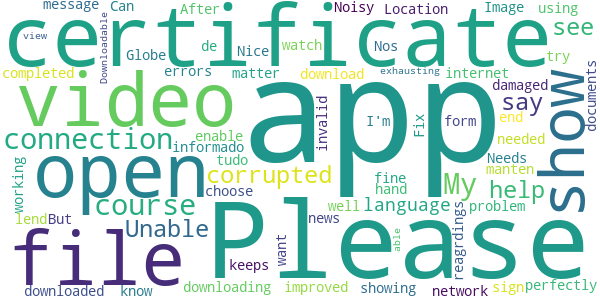 message Can After Noisy Location Image using
certificate see
view Downloadable Globe de Nice watch Nos try
completed errors matter download exhausting internet damaged documents
video app say show
connection enable invalid I'm Fix form end
informado needed
open tudo corrupted My Needs
working choose fine hand manten
course help
lend But Unable Please well language problem
file keeps news want able reagrdings
showing network sign perfectly
downloaded know downloading improved